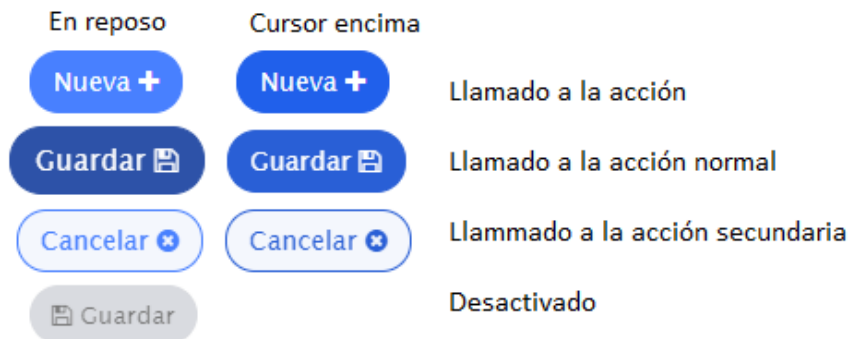 En reposo Cursor encima
Nueva Nueva Llamado a la acción
Guardar Guardar Llamado a la acción normal
Cancelar Cancelar Llammado a la acción secundaria
Guardar Desactivado